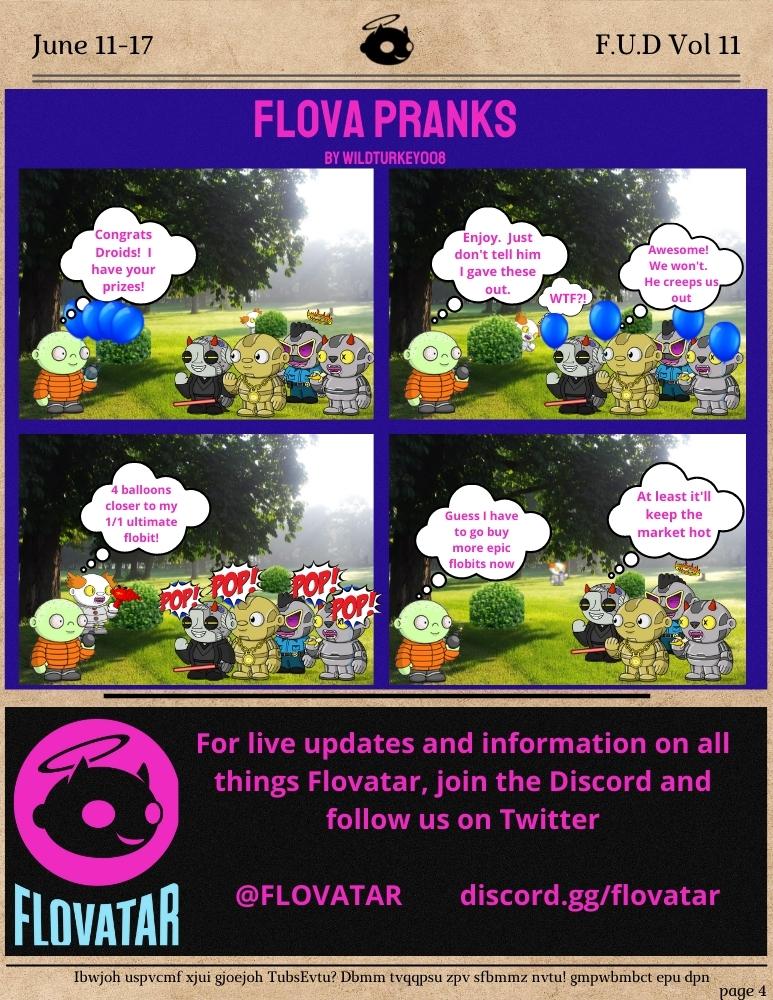 June 11-17
F.U.D Vol 11
FLOVA PRANKS
BY WILDTURKEY008
Congrats
Droids! I
have your
prizes!
Enjoy. Just
don't tell him
I gave these
out.
WTF?!
Awesome!
We won't.
He creeps us
out
4 balloons
closer to my
1/1 ultimate
flobit!
POP!
POP!
POP!
POP!
Guess I have
to go buy
more epic
flobits now
At least it'll
keep the
market hot
For live updates and information on all
things Flovatar, join the Discord and
follow us on Twitter
@FLOVATAR
discord.gg/flovatar
FLOVATAR
Ibwjoh uspvcmf xjui gjoejoh TubsEvtu? Dbmm tvqqpsu zpv sfbmmz nvtu! gmpwbmbct epu dpn
page 4